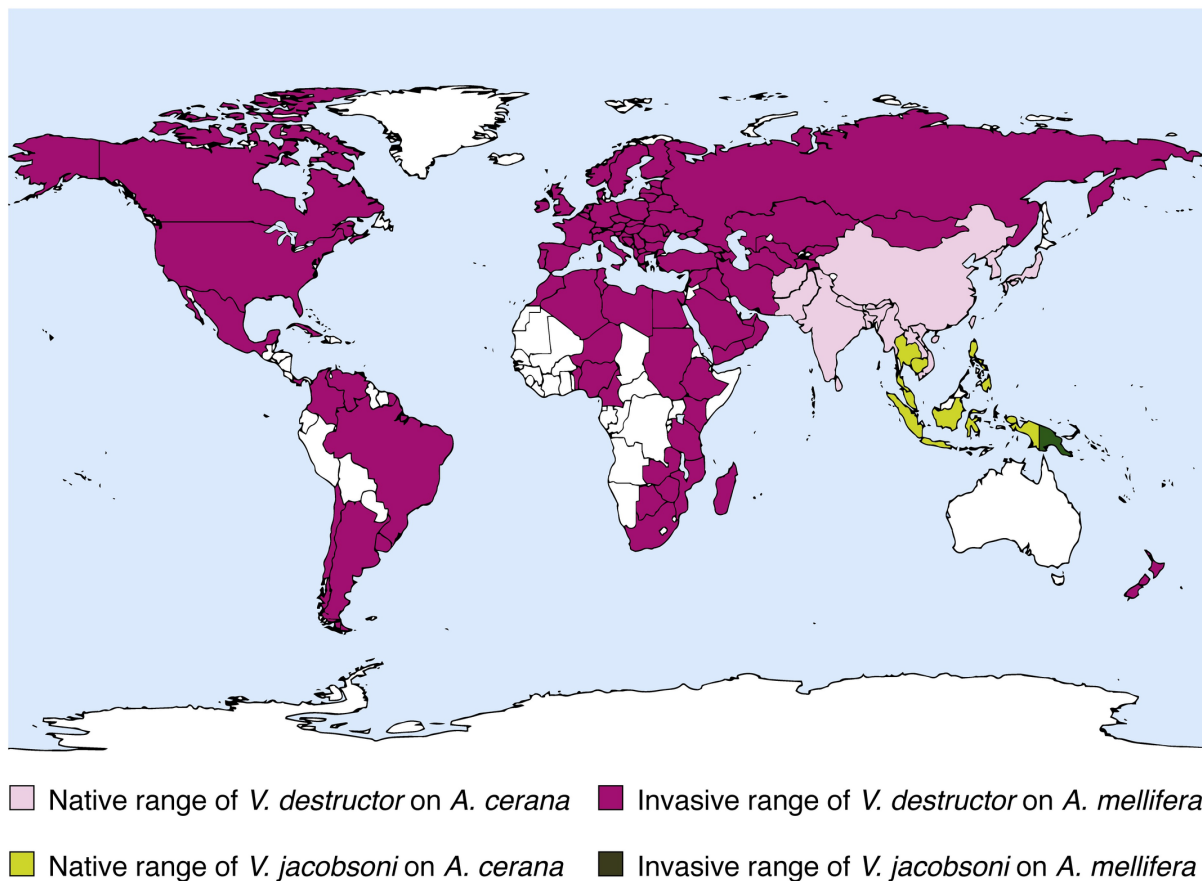 Native range of V. destructor on A. cerana
Invasive range of V. destructor on A. mellifera
Native range of V. jacobsoni on A. cerana
Invasive range of V. jacobsoni on A. mellifera